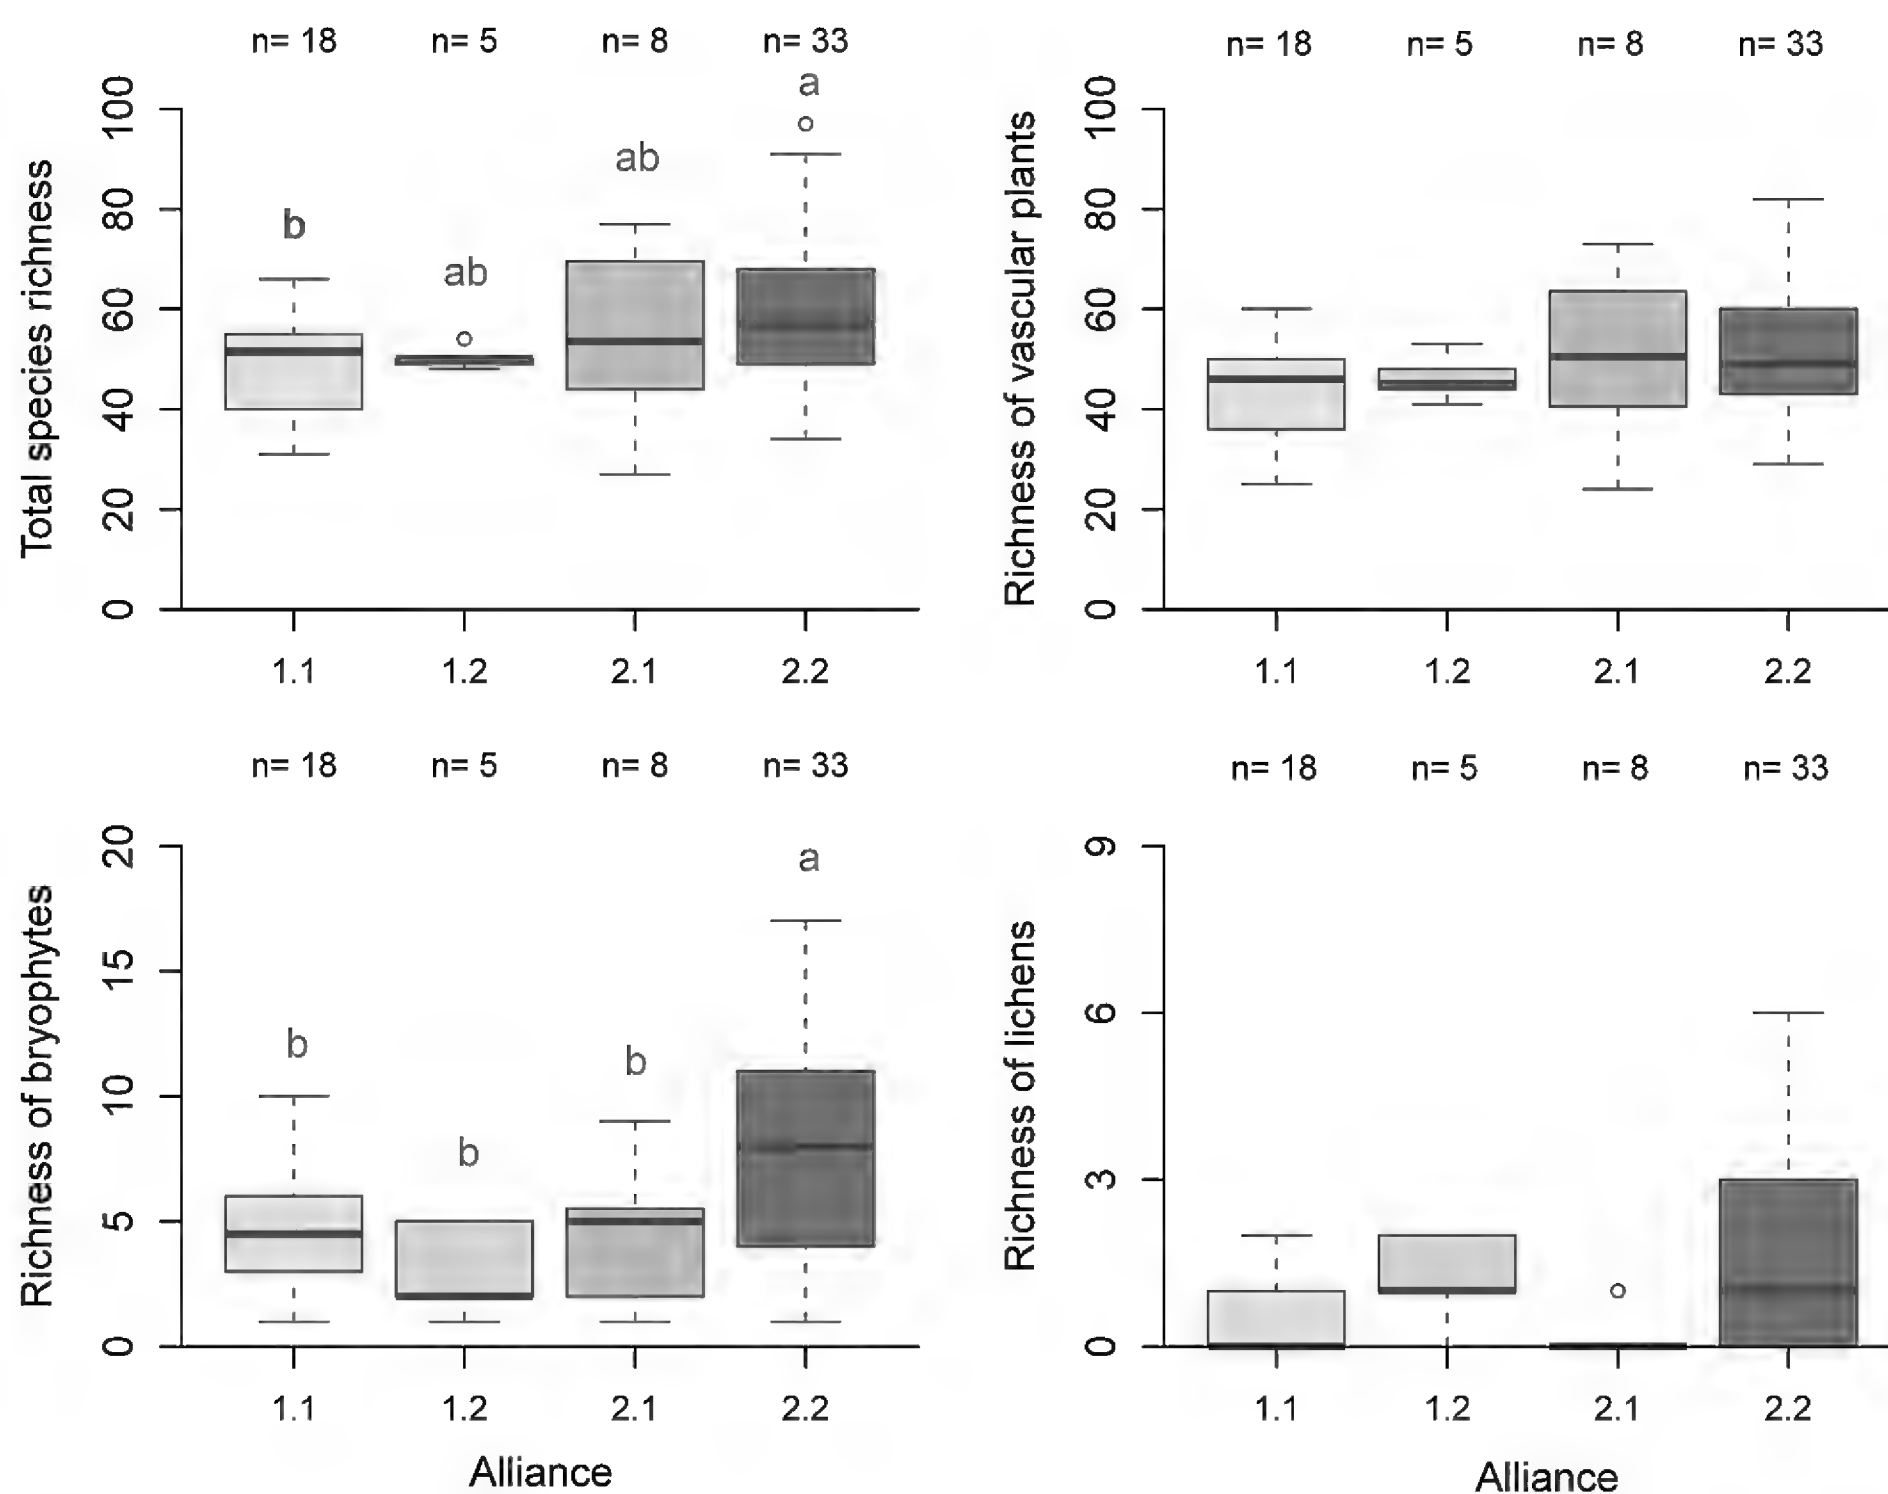 n= 18 n= 5 n= 8 n= 33
Total species richness
100
80
60
40
20
0
b
ab
ab
a
1.1 1.2 2.1 2.2
n= 18 n= 5 n= 8 n= 33
Richness of vascular plants
100
80
60
40
20
0
1.1 1.2 2.1 2.2
n= 18 n= 5 n= 8 n= 33
Richness of bryophytes
20
15
10
5
0
b
b
b
a
1.1 1.2 2.1 2.2
Alliance
n= 18 n= 5 n= 8 n= 33
Richness of lichens
9
6
3
0
1.1 1.2 2.1 2.2
Alliance